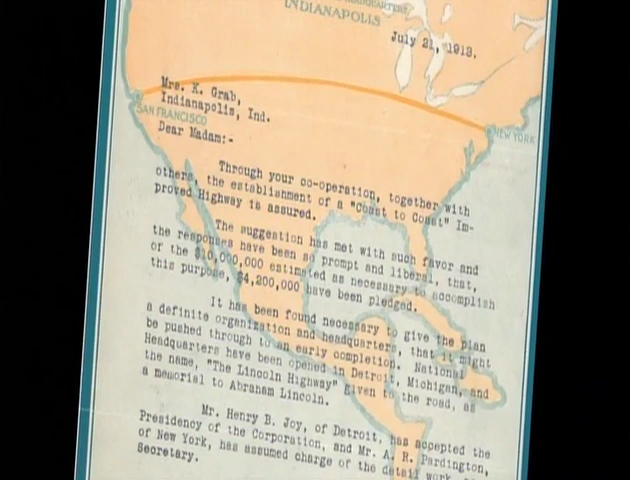 HEADQUARTERS
INDIANAPOLIS
July 21, 1913.
Mrs. K. Grab,
Indianapolis, Ind.
SAN FRANCISCO
NEW YORK
Dear Madam:-
Through your co-operation, together with
others, the establishment of a "Coast to Coast" Im-
proved Highway is assured.
The suggestion has met with such favor and
the responses have been so prompt and liberal, that,
of the $10,000,000 estimated as necessary to accomplish
this purpose, $4,200,000 have been pledged.
It has been found necessary to give the plan
a definite organization and headquarters, that it might
be pushed through to an early completion. National
Headquarters have been opened in Detroit, Michigan, and
the name, "The Lincoln Highway" given to the road, as
a memorial to Abraham Lincoln.
Mr. Henry B. Joy, of Detroit, has accepted the
Presidency of the Corporation, and Mr. A. R. Pardington,
of New York, has assumed charge of the detail work, as
Secretary.